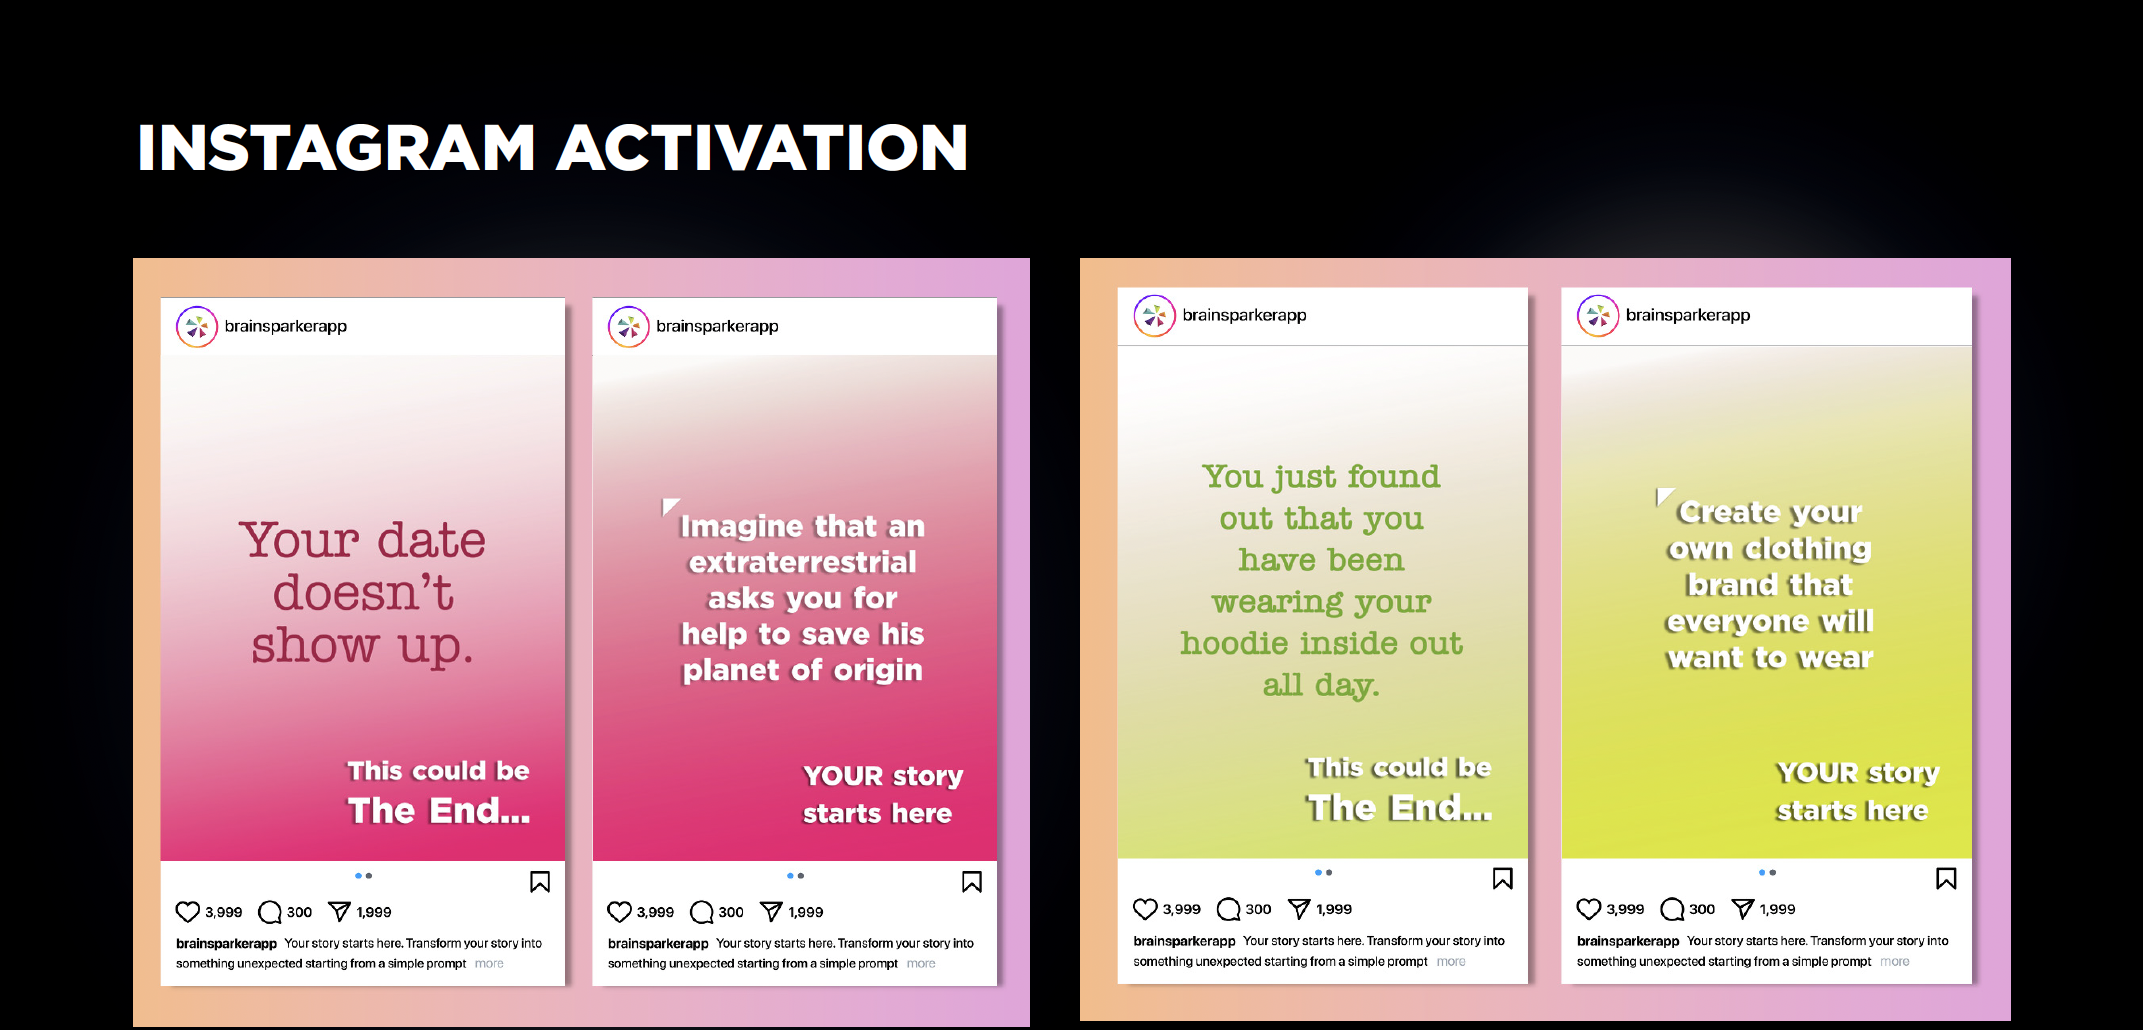 INSTAGRAM ACTIVATION
brainsparkerapp
Your date
doesn't
show up.
This could be
The End...
3,999 300 1,999
brainsparkerapp Your story starts here. Transform your story into
something unexpected starting from a simple prompt more
brainsparkerapp
Imagine that an
extraterrestrial
asks you for
help to save his
planet of origin
YOUR story
starts here
3,999 300 1,999
brainsparkerapp Your story starts here. Transform your story into
something unexpected starting from a simple prompt more
brainsparkerapp
You just found
out that you
have been
wearing your
hoodie inside out
all day.
This could be
The End...
3,999 300 1,999
brainsparkerapp Your story starts here. Transform your story into
something unexpected starting from a simple prompt more
brainsparkerapp
Create your
own clothing
brand that
everyone will
want to wear
YOUR story
starts here
3,999 300 1,999
brainsparkerapp Your story starts here. Transform your story into
something unexpected starting from a simple prompt more